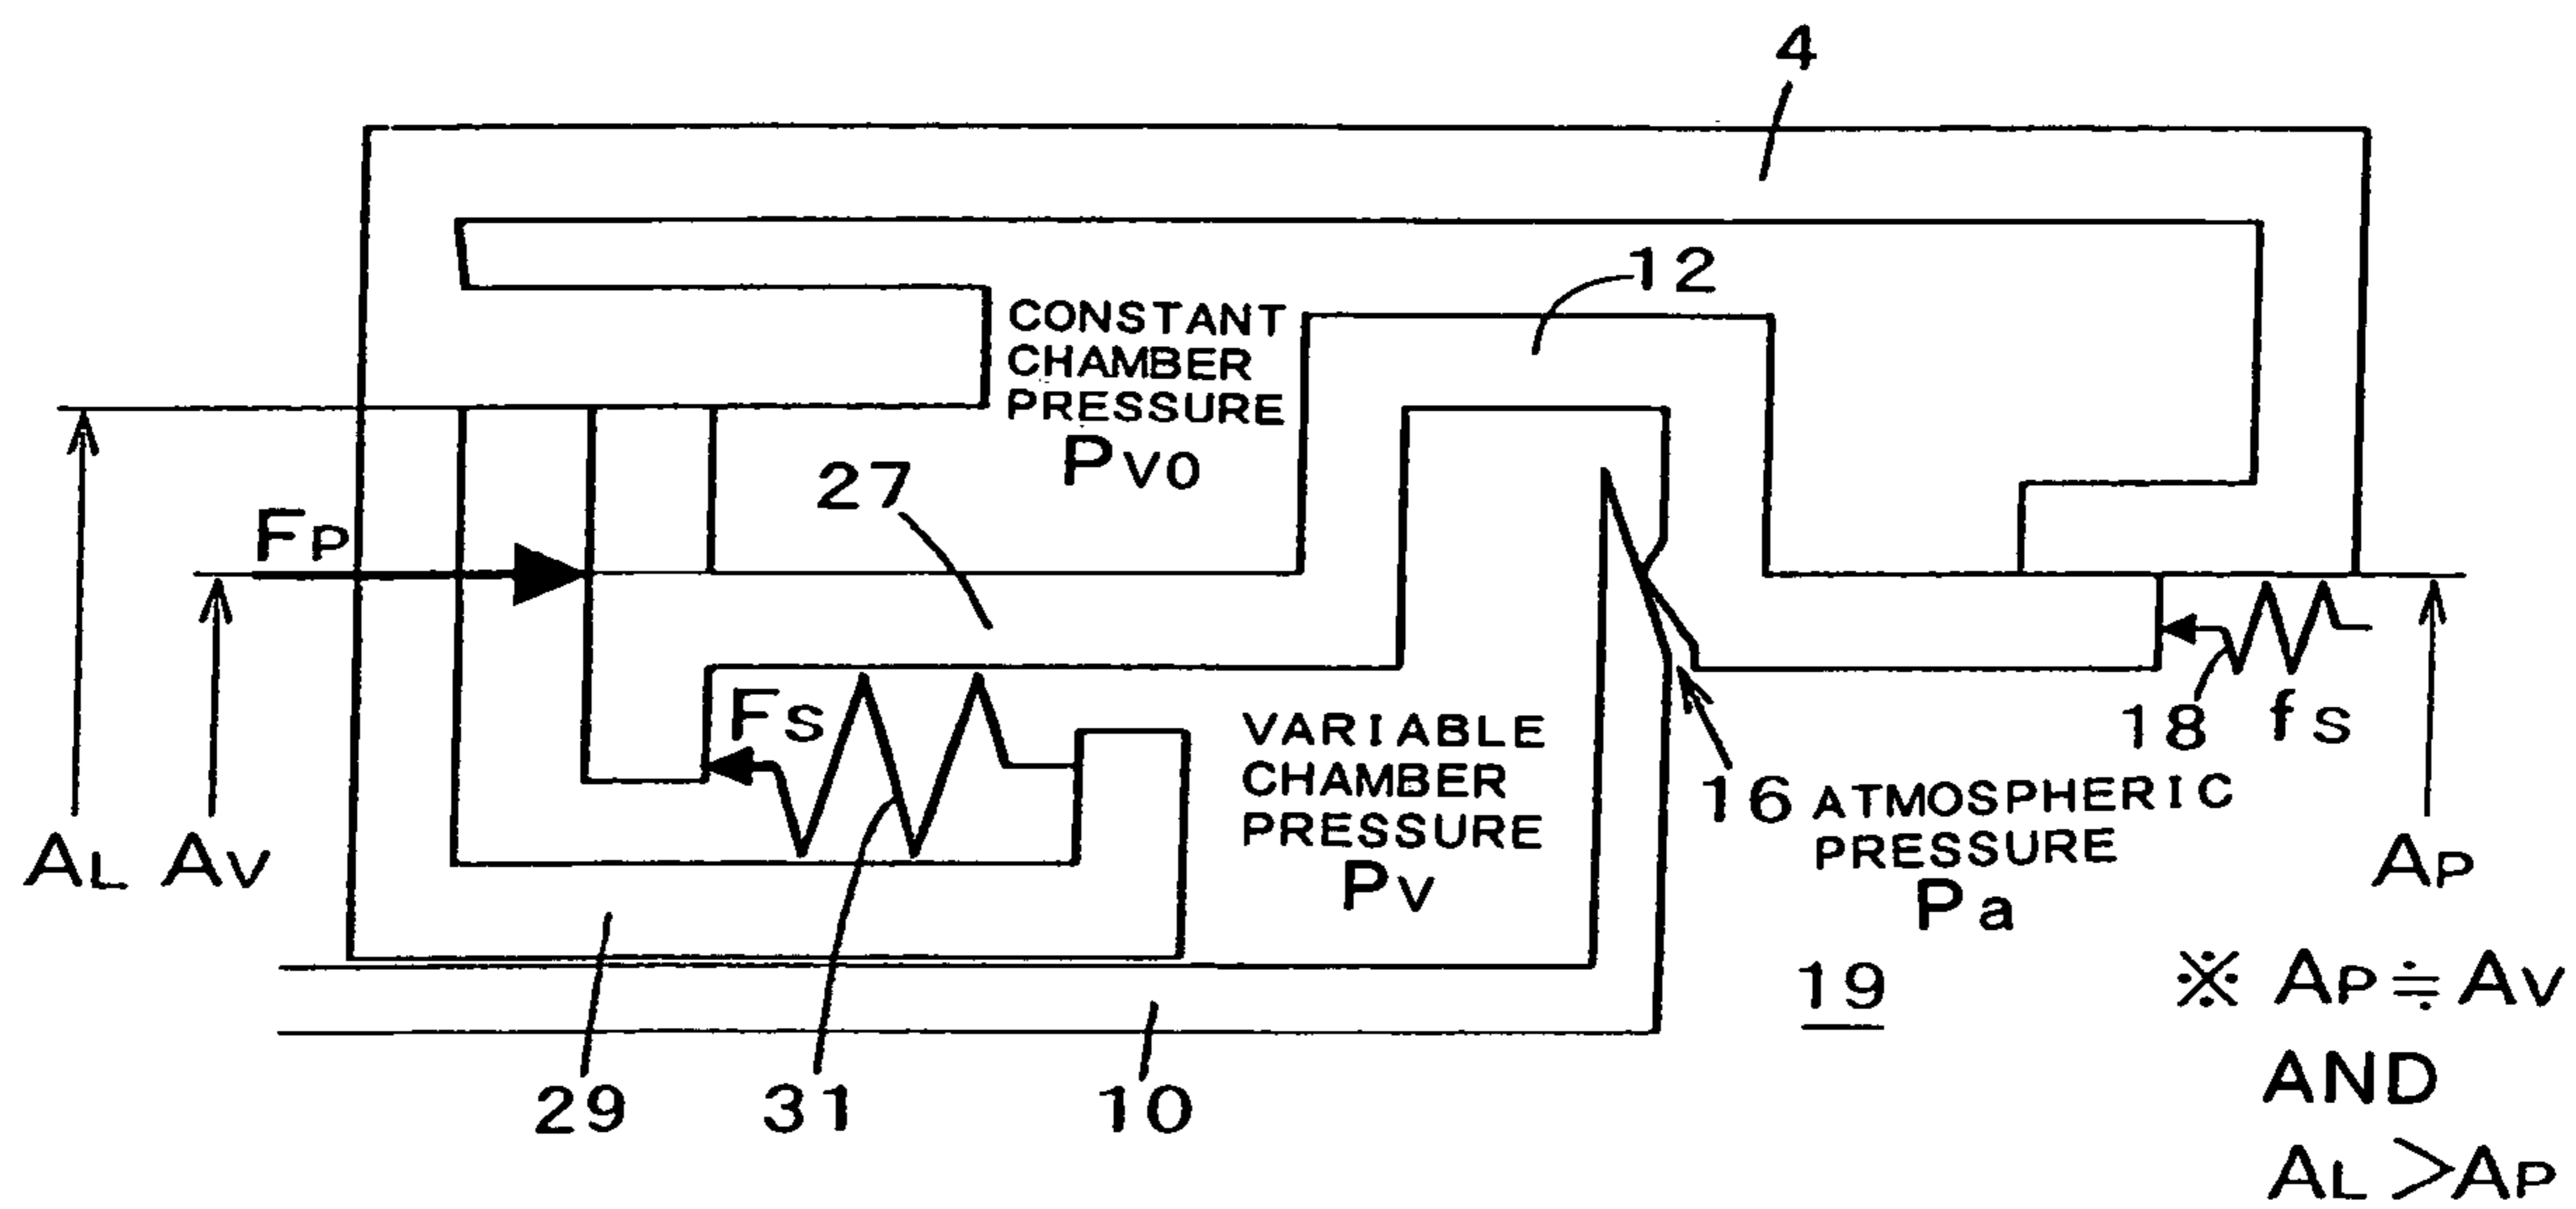 4
12
CONSTANT
CHAMBER
PRESSURE
PV0
27
FP
FS
VARIABLE
CHAMBER
PRESSURE
PV
18 fS
16 ATMOSPHERIC
PRESSURE
Pa
AL AV
AP
19
※ AP≒AV
AND
AL>AP
29
31
10